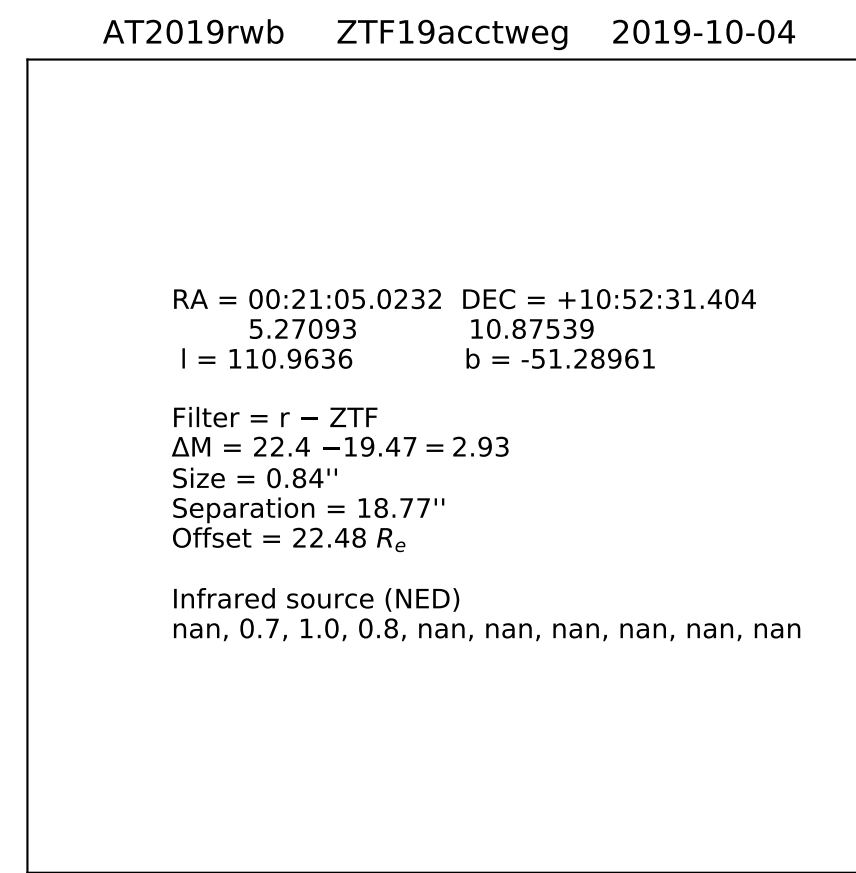 AT2019rwb ZTF19acctweg 2019-10-04
RA = 00:21:05.0232 DEC = +10:52:31.404
5.27093 10.87539
l = 110.9636 b = -51.28961
Filter = r − ZTF
ΔM = 22.4 −19.47 = 2.93
Size = 0.84''
Separation = 18.77''
Offset = 22.48 Re
Infrared source (NED)
nan, 0.7, 1.0, 0.8, nan, nan, nan, nan, nan, nan